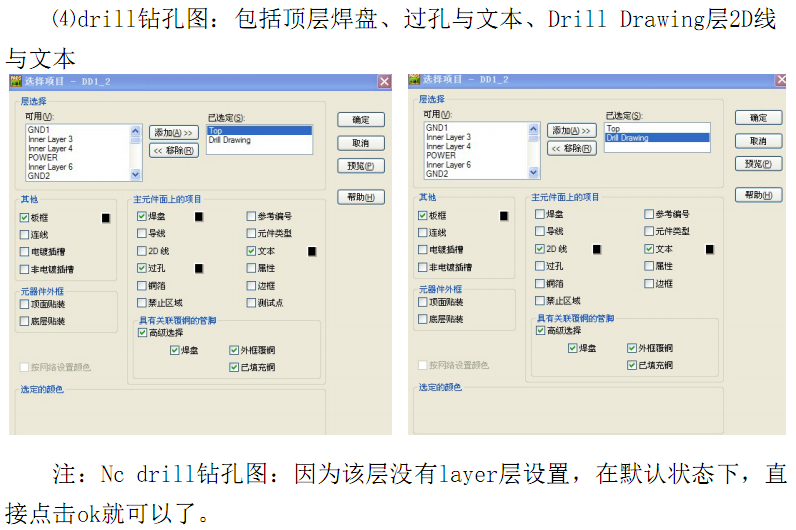 ⑷drill钻孔图：包括顶层焊盘、过孔与文本、Drill Drawing层2D线
与文本
选择项目 - DD1_2
层选择
可用(V):
已选定(S):
GND1
Inner Layer 3
Inner Layer 4
POWER
Inner Layer 6
GND2
添加(A) >>
<< 移除(R)
Top
Drill Drawing
确定
取消
预览(P)
帮助(H)
其他
板框
连线
电镀插槽
非电镀插槽
元器件外框
顶面贴装
底层贴装
主元件面上的项目
焊盘
导线
2D 线
过孔
铜箔
禁止区域
参考编号
元件类型
文本
属性
边框
测试点
具有关联覆铜的管脚
高级选择
焊盘
外框覆铜
已填充铜
按网络设置颜色
选定的颜色
选择项目 - DD1_2
层选择
可用(V):
已选定(S):
GND1
Inner Layer 3
Inner Layer 4
POWER
Inner Layer 6
GND2
添加(A) >>
<< 移除(R)
Top
Drill Drawing
确定
取消
预览(P)
帮助(H)
其他
板框
连线
电镀插槽
非电镀插槽
元器件外框
顶面贴装
底层贴装
主元件面上的项目
焊盘
导线
2D 线
过孔
铜箔
禁止区域
参考编号
元件类型
文本
属性
边框
具有关联覆铜的管脚
高级选择
焊盘
外框覆铜
已填充铜
按网络设置颜色
选定的颜色
注：Nc drill钻孔图：因为该层没有layer层设置，在默认状态下，直
接点击ok就可以了。